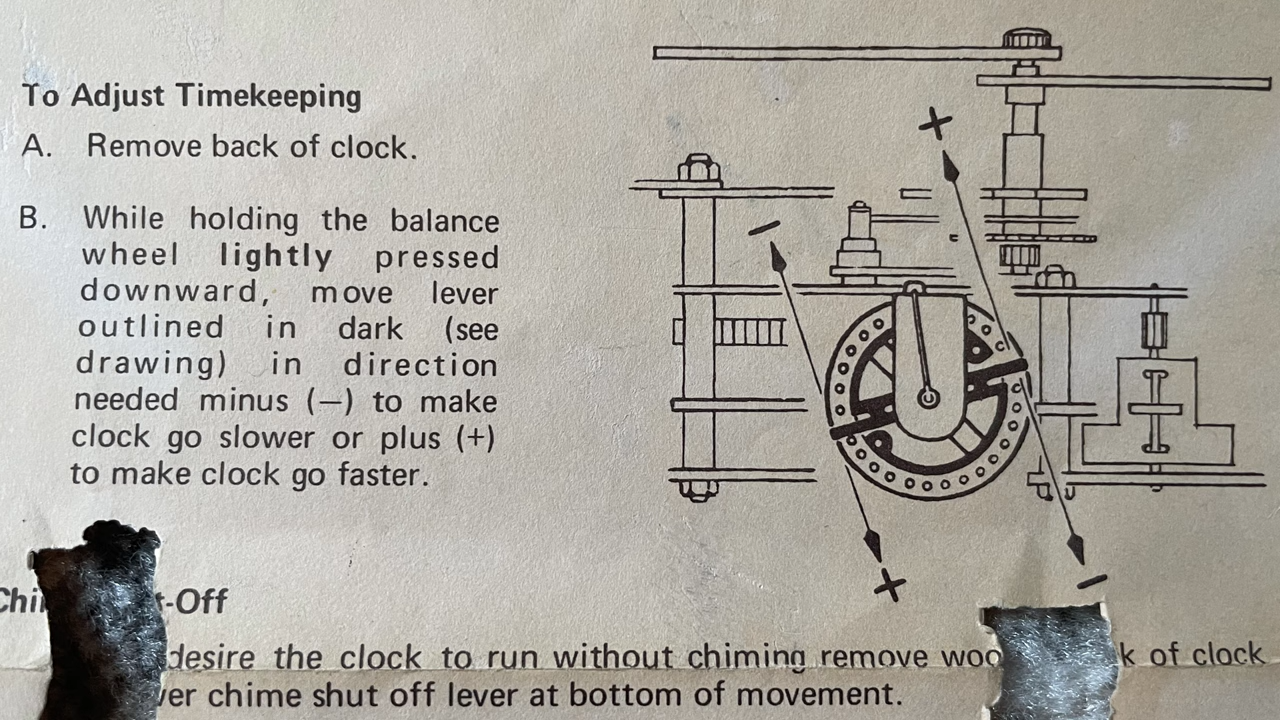 To Adjust Timekeeping
A. Remove back of clock.
B. While holding the balance
wheel lightly pressed
downward, move lever
outlined in dark (see
drawing) in direction
needed minus (—) to make
clock go slower or plus (+)
to make clock go faster.
+
—
+
—
-Off
desire the clock to run without chiming remove
of clock
chime shut off lever at bottom of movement.